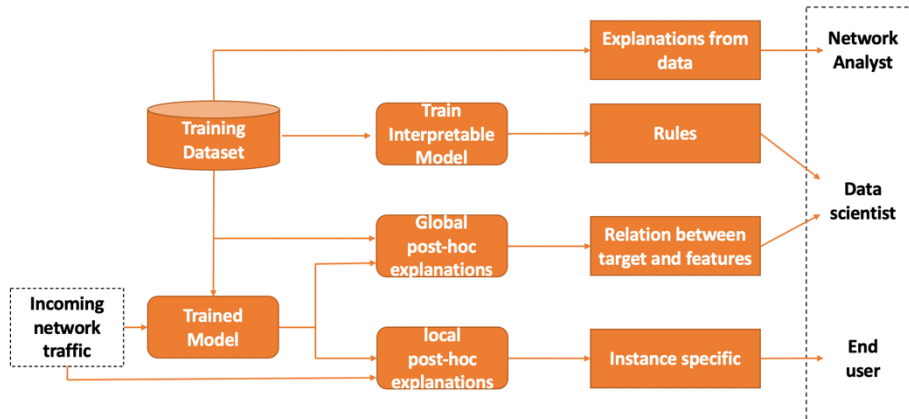 Explanations from
data
Network
Analyst
Training
Dataset
Train
Interpretable
Model
Rules
Data
scientist
Global
post-hoc
explanations
Relation between
target and features
Incoming
network
traffic
Trained
Model
local
post-hoc
explanations
Instance specific
End
user